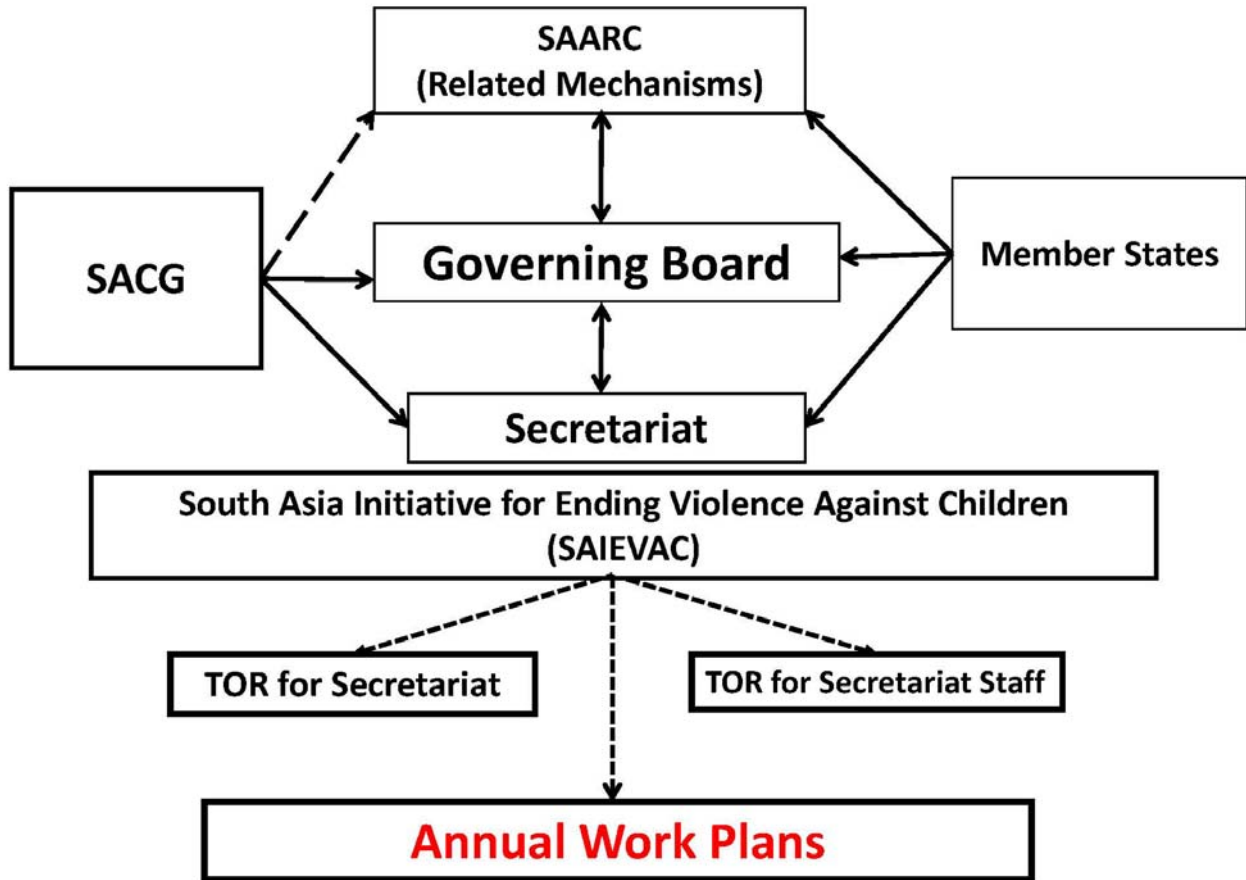 SAARC
(Related Mechanisms)
SACG
Governing Board
Member States
Secretariat
South Asia Initiative for Ending Violence Against Children
(SAIEVAC)
TOR for Secretariat
TOR for Secretariat Staff
Annual Work Plans